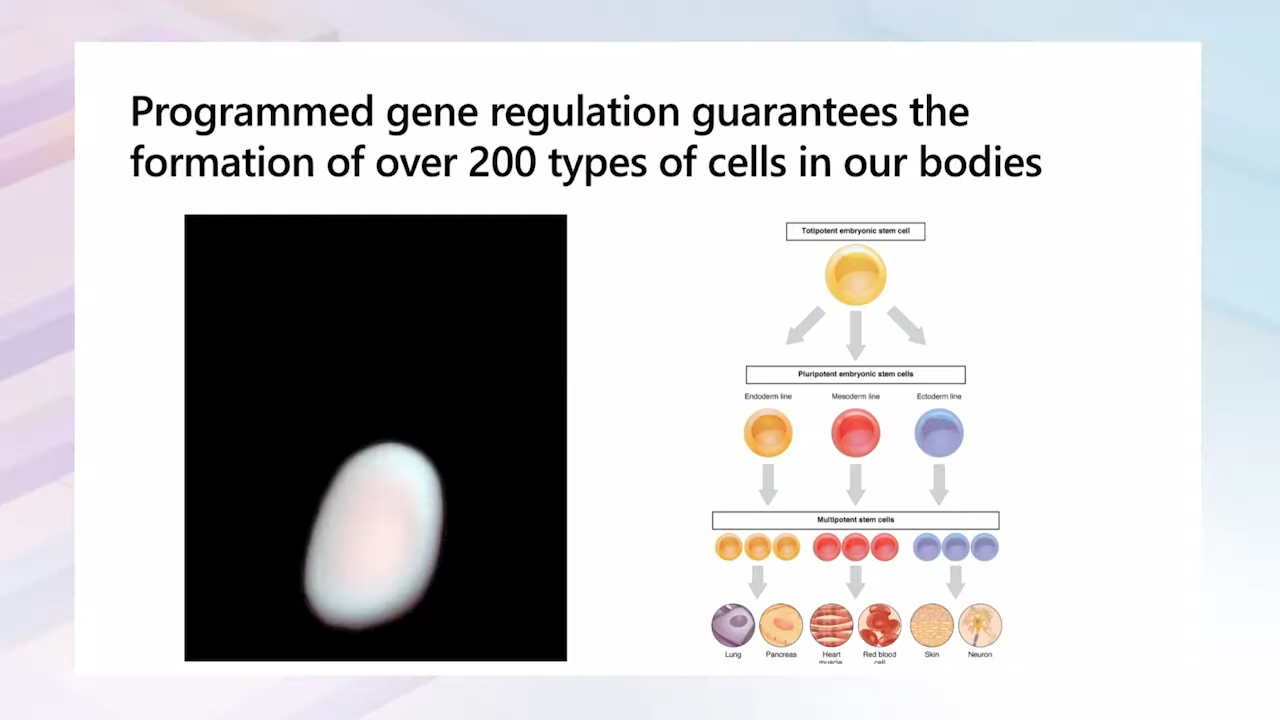 Programmed gene regulation guarantees the
formation of over 200 types of cells in our bodies
Totipotent embryonic stem cell
Pluripotent embryonic stem cells
Endoderm line
Mesoderm line
Ectoderm line
Multipotent stem cells
Lung
Pancreas
Heart
muscle
Red blood
cell
Skin
Neuron